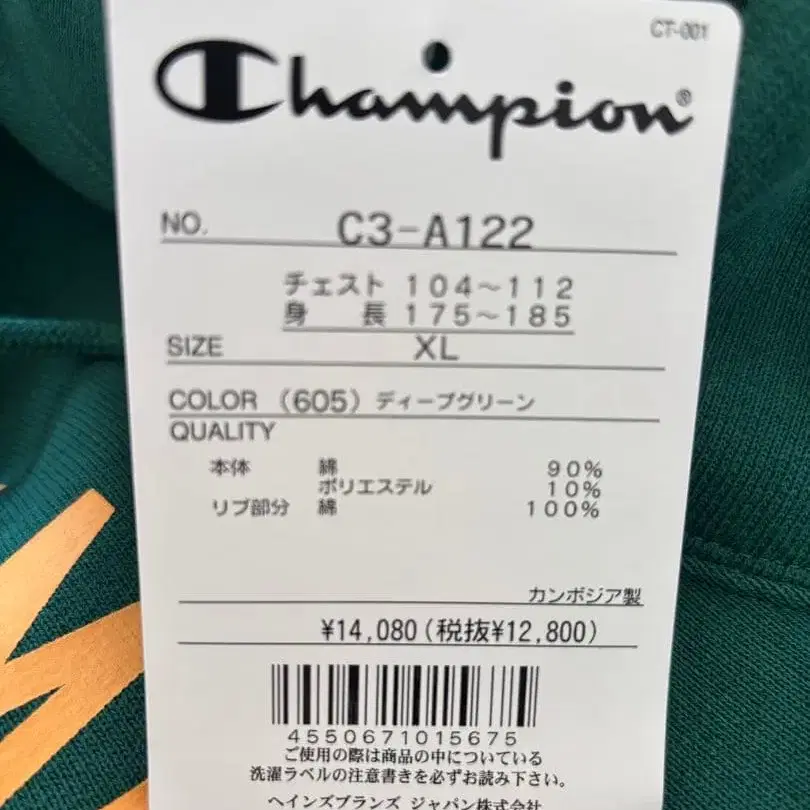 CT-001
Champion®
NO. C3-A122
チェスト 104～112
身長 175～185
SIZE XL
COLOR (605) ディープグリーン
QUALITY
本体 綿 90%
ポリエステル 10%
リブ部分 綿 100%
カンボジア製
¥14,080(税抜¥12,800)
4550671015675
ご使用の際は商品の中についている
洗濯ラベルの注意書きを必ずお読み下さい。
ヘインズブランズ ジャパン株式会社